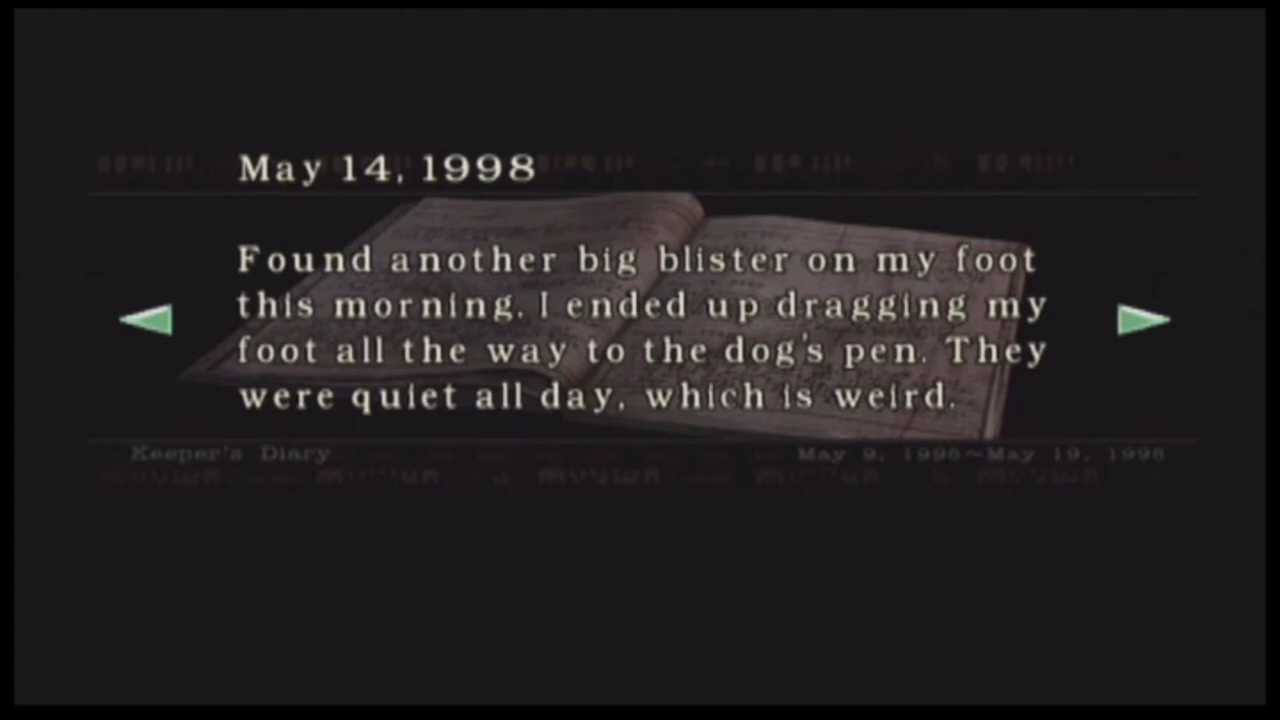 May 14, 1998
Found another big blister on my foot
this morning. I ended up dragging my
foot all the way to the dog's pen. They
were quiet all day, which is weird.
Keeper's Diary May 9, 1998~May 19, 1998